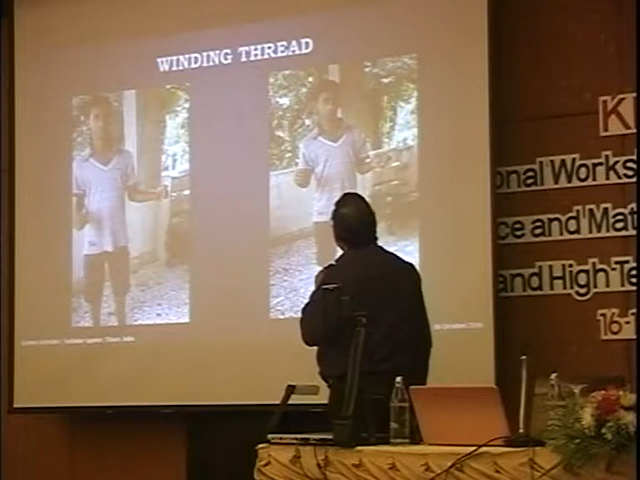 WINDING THREAD
K
onal Works
ce and Mat
and High-Te
16-1